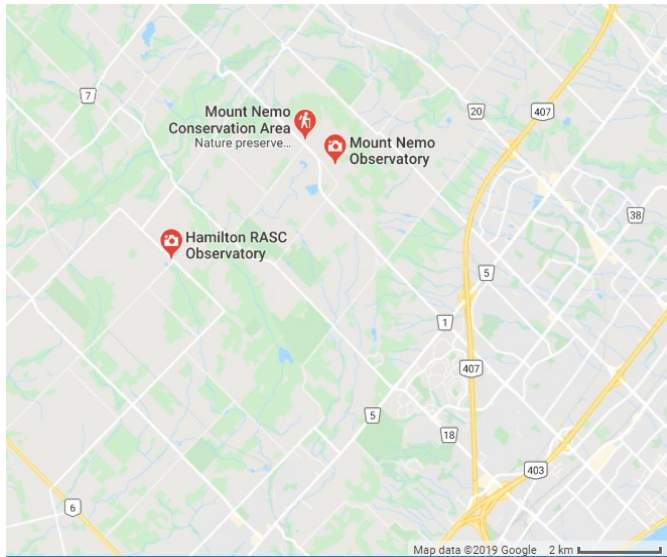 407
7
20
Mount Nemo
Conservation Area
Nature preserve...
Mount Nemo
Observatory
38
Hamilton RASC
Observatory
5
1
407
5
18
403
6
Map data ©2019 Google 2 km